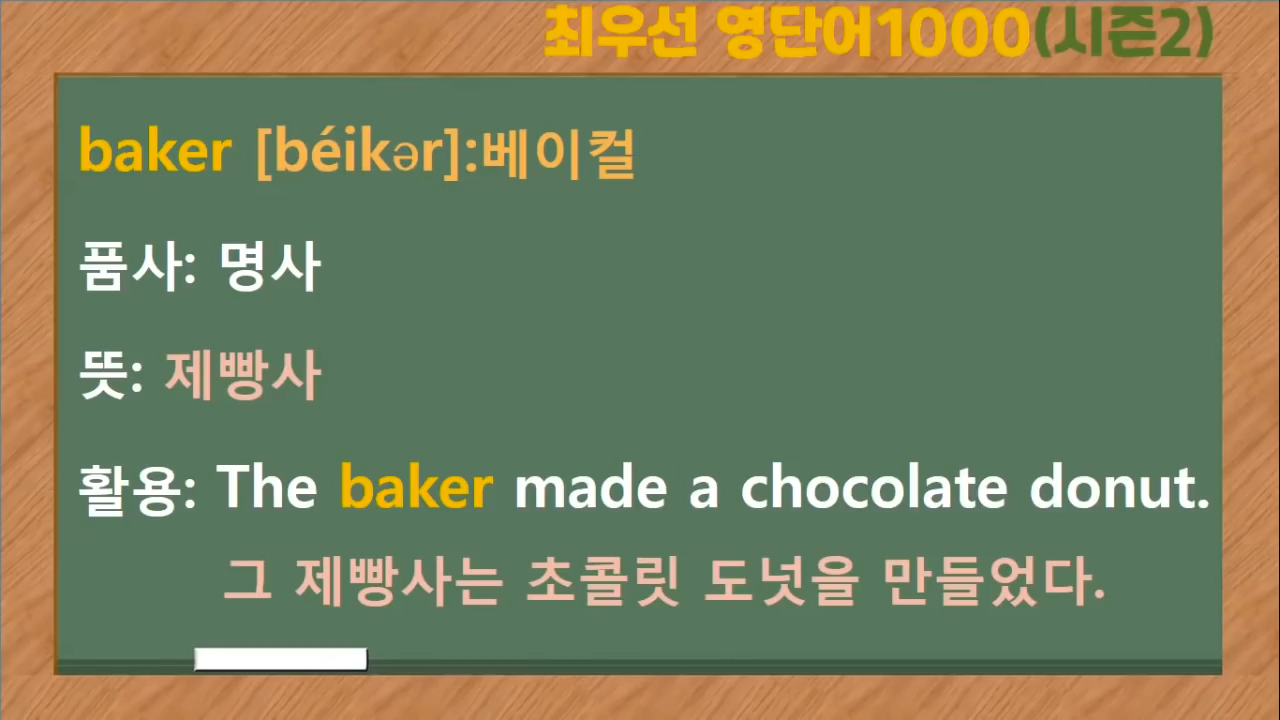 최우선 영단어1000(시즌2)
baker [béikər]:베이컬
품사: 명사
뜻: 제빵사
활용: The baker made a chocolate donut.
그 제빵사는 초콜릿 도넛을 만들었다.